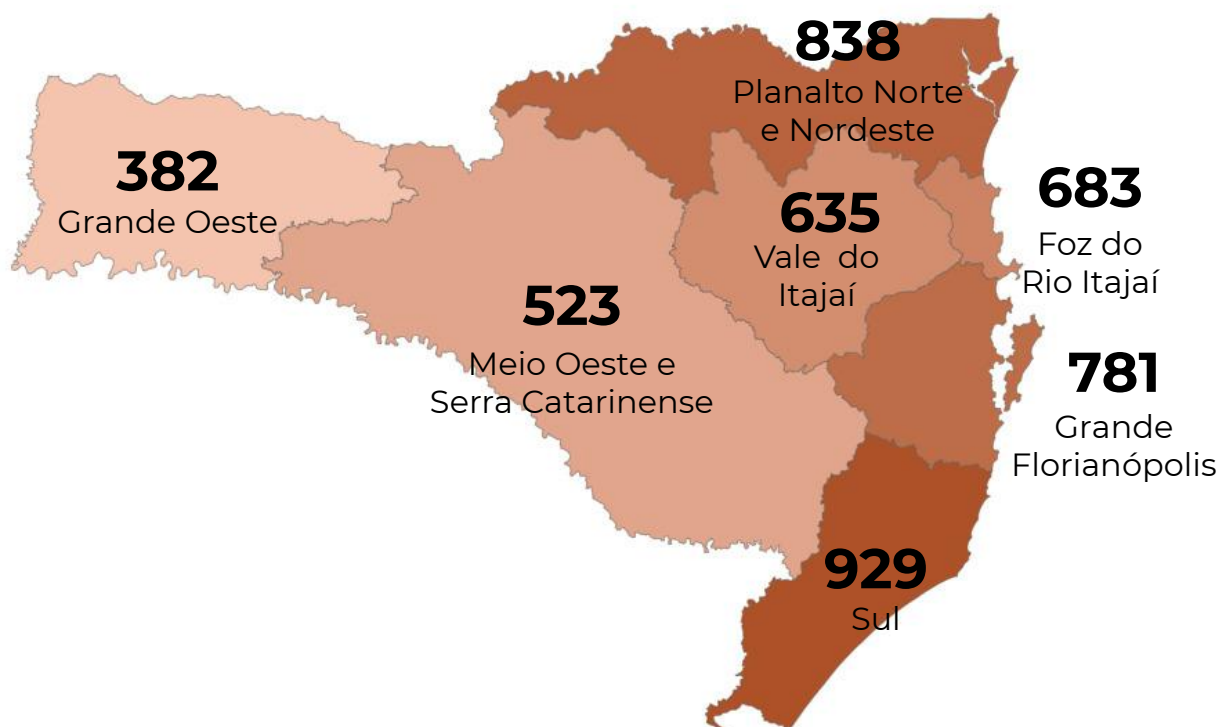 838
Planalto Norte
e Nordeste
382
Grande Oeste
635
Vale do
Itajaí
683
Foz do
Rio Itajaí
523
Meio Oeste e
Serra Catarinense
781
Grande
Florianópolis
929
Sul